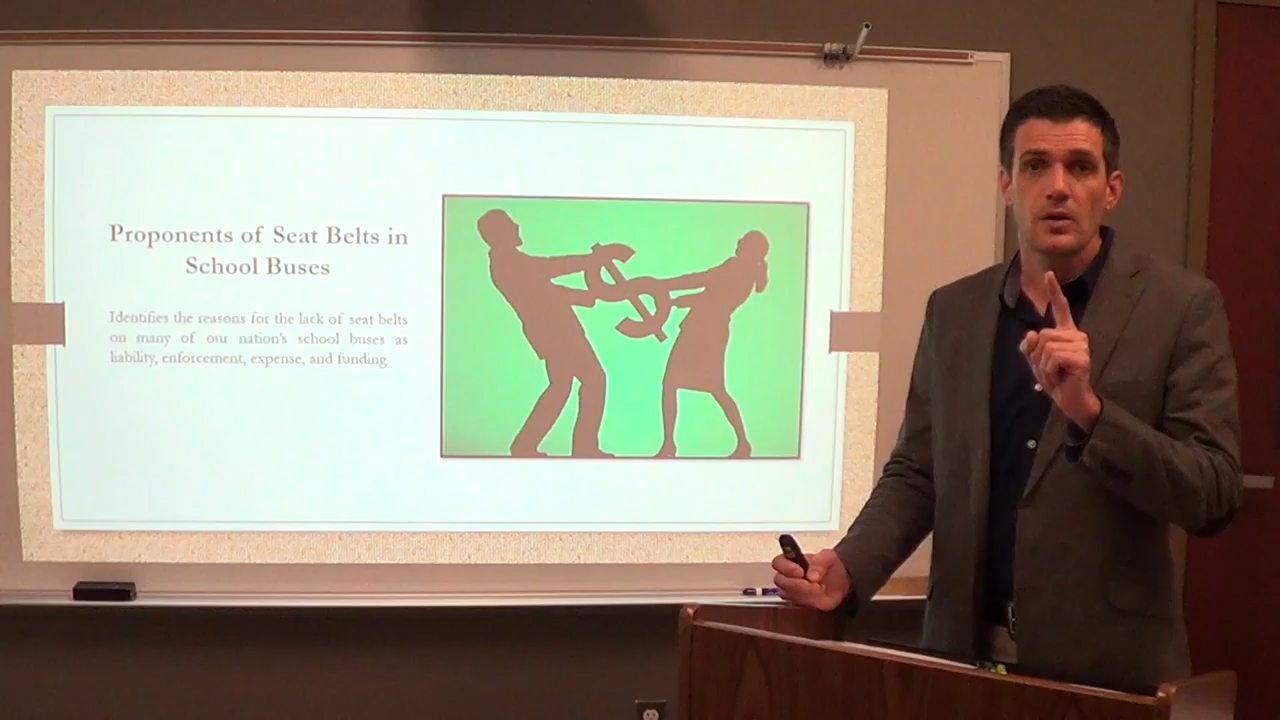 Proponents of Seat Belts in
School Buses
Identifies the reasons for the lack of seat belts
on many of our nation's school buses as
liability, enforcement, expense, and funding.